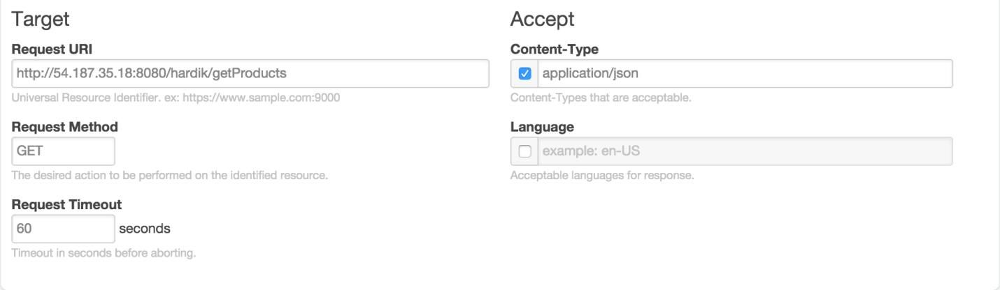 Target
Request URI
http://54.187.35.18:8080/hardik/getProducts
Universal Resource Identifier. ex: https://www.sample.com:9000
Request Method
GET
The desired action to be performed on the identified resource.
Request Timeout
60 seconds
Timeout in seconds before aborting.
Accept
Content-Type
application/json
Content-Types that are acceptable.
Language
example: en-US
Acceptable languages for response.